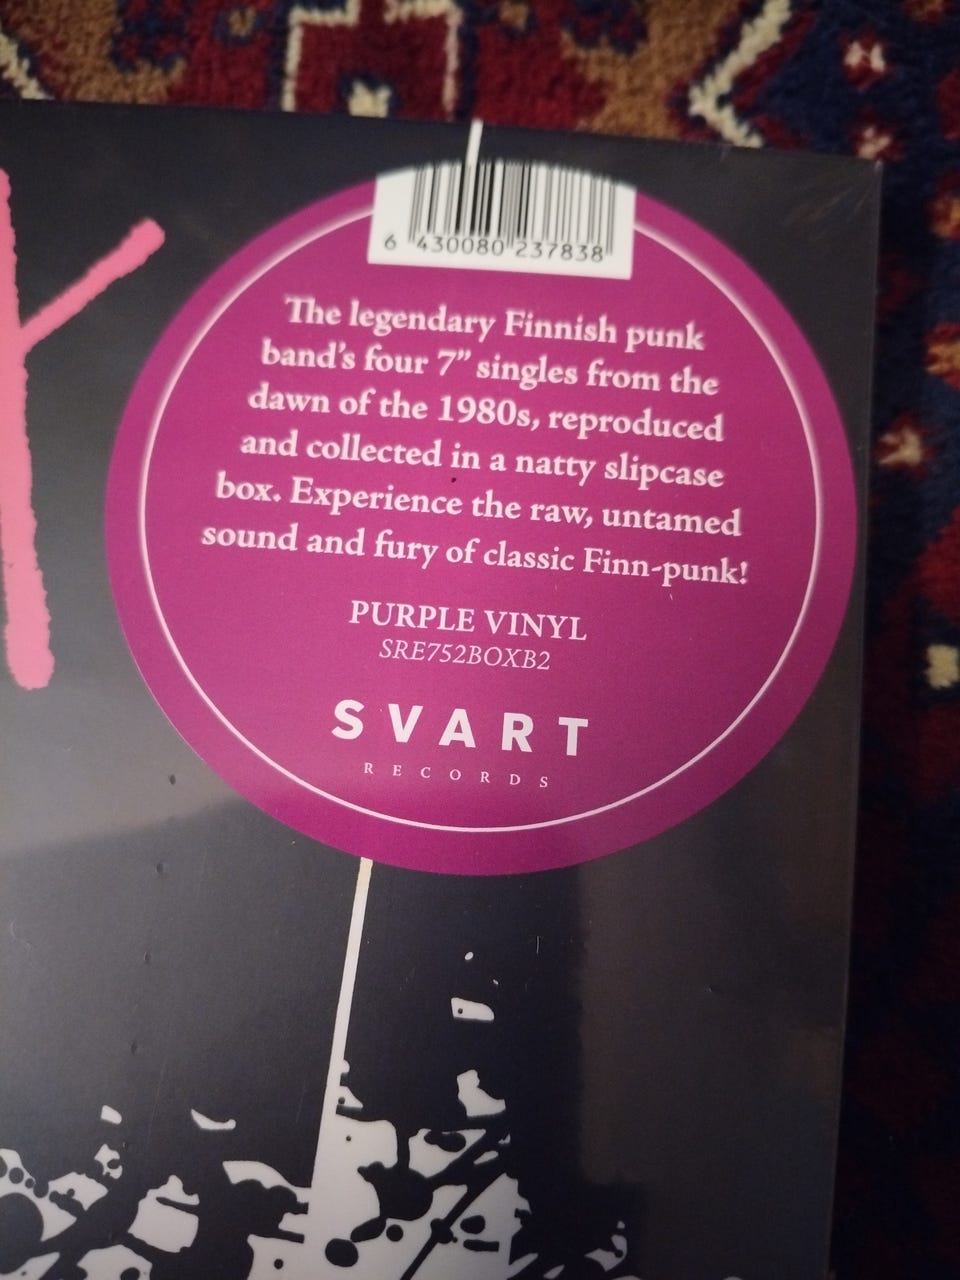 K
6 430080 237838
The legendary Finnish punk
band’s four 7” singles from the
dawn of the 1980s, reproduced
and collected in a natty slipcase
box. Experience the raw, untamed
sound and fury of classic Finn-punk!
PURPLE VINYL
SRE752BOXB2
SVART
RECORDS